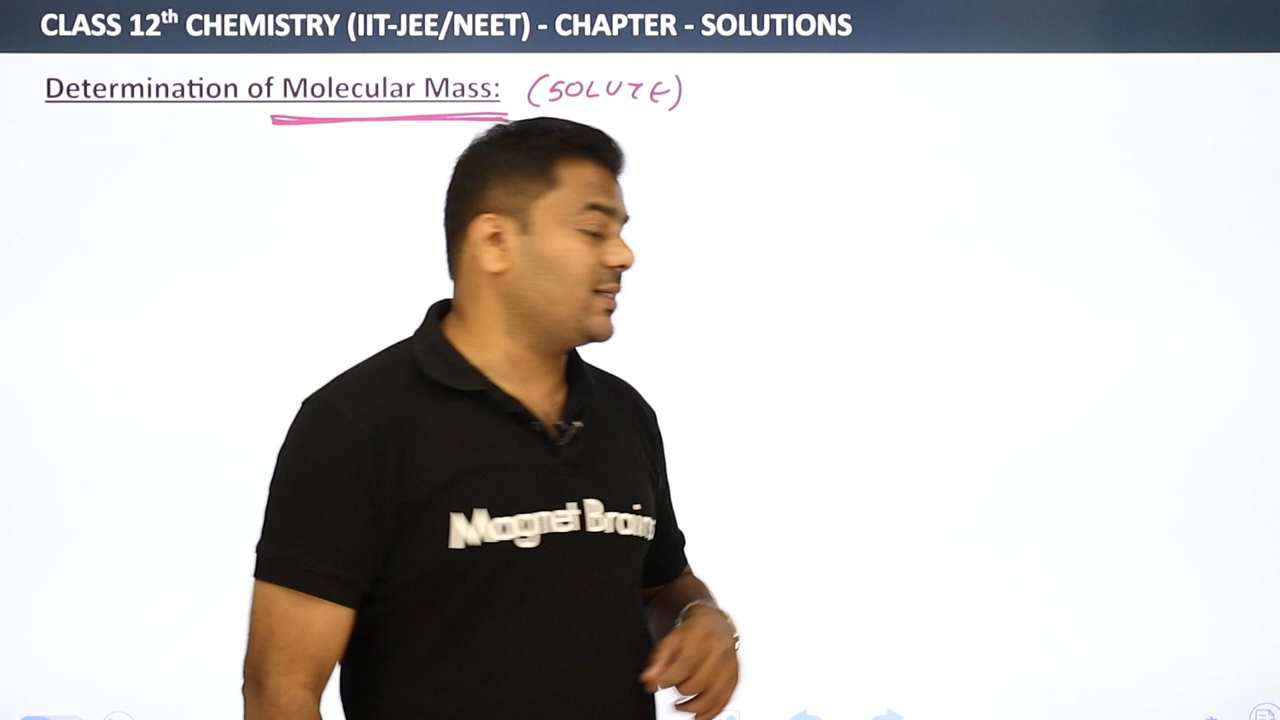 CLASS 12th CHEMISTRY (IIT-JEE/NEET) - CHAPTER - SOLUTIONS
Determination of Molecular Mass: (SOLUTE)
Magnet Brains